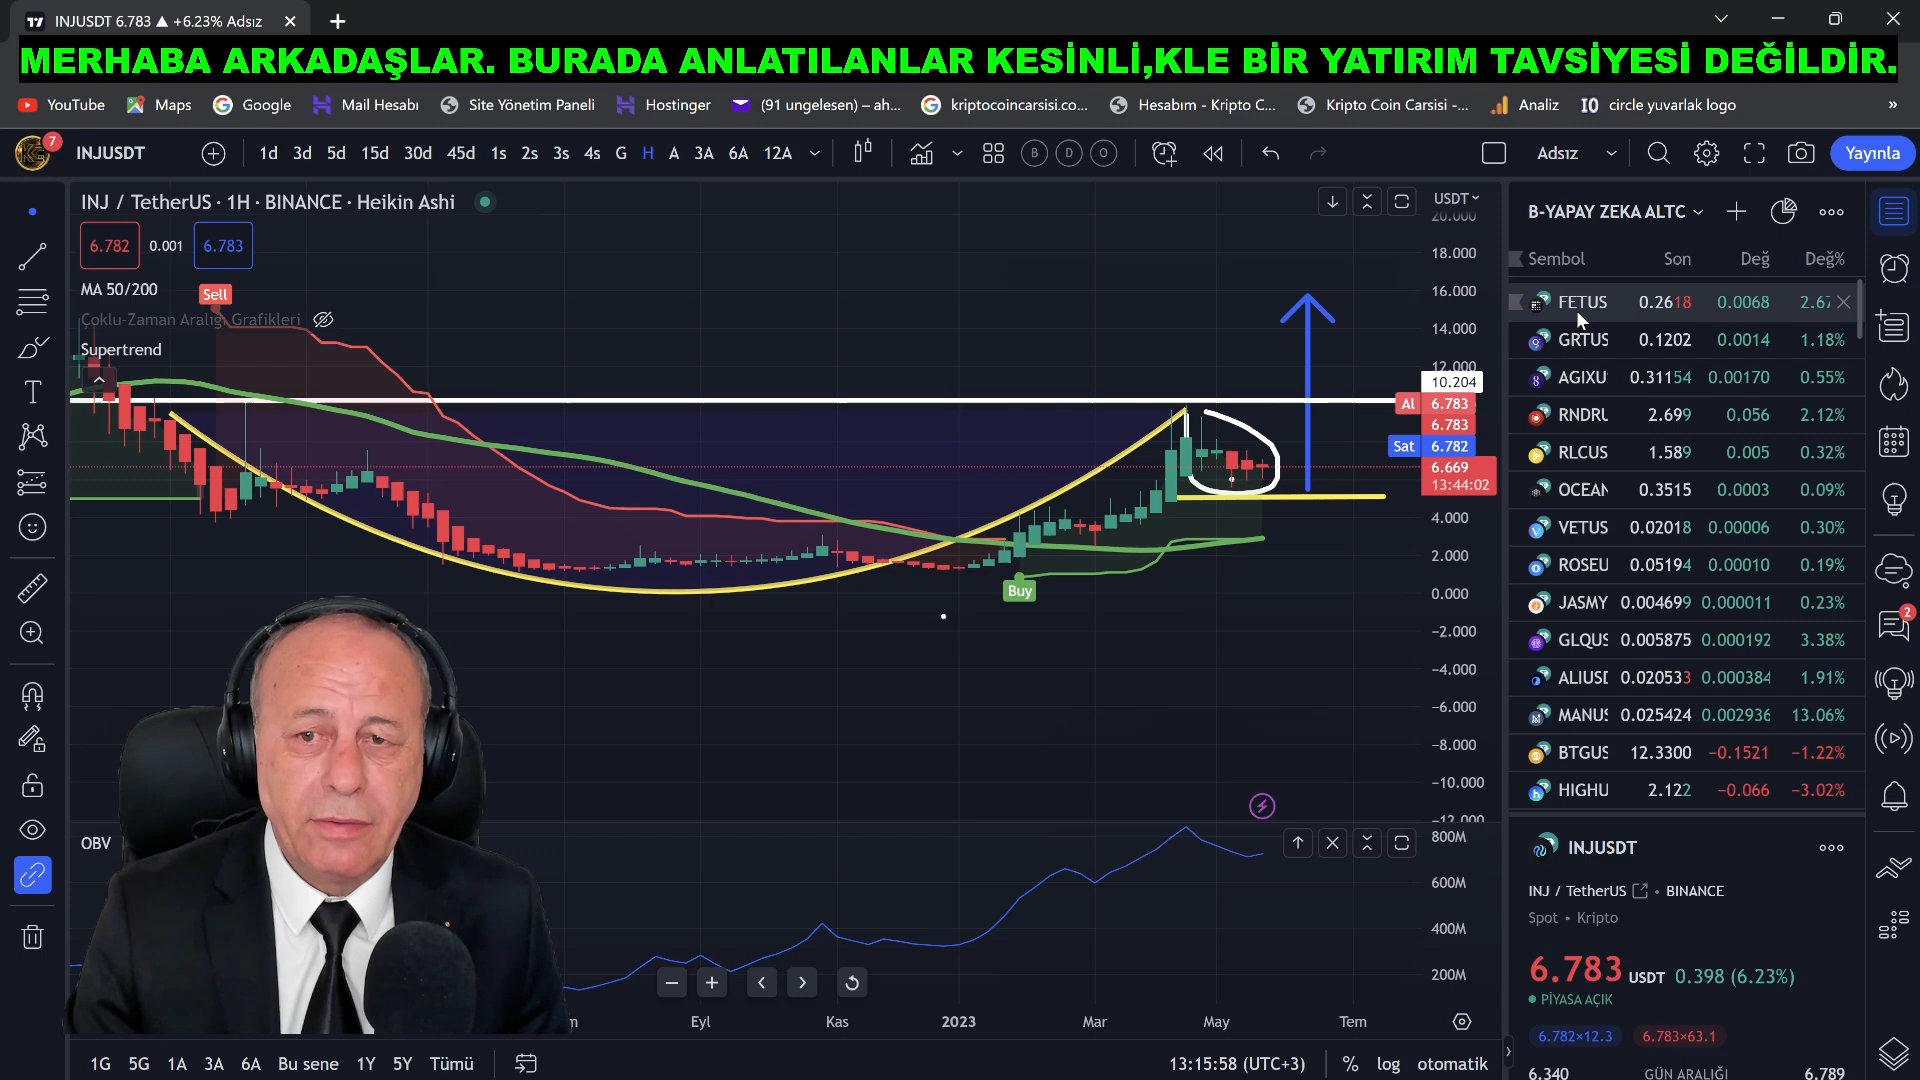 INJUSDT 6.783 ▲ +6.23% Adsız
MERHABA ARKADAŞLAR. BURADA ANLATILANLAR KESİNLİ,KLE BİR YATIRIM TAVSİYESİ DEĞİLDİR.
YouTube Maps Google Mail Hesabı Site Yönetim Paneli Hostinger (91 ungelesen) – ah... kriptocoincarsisi.co... Hesabım - Kripto C... Kripto Coin Carsisi -... Analiz IO circle yuvarlak logo »
7 INJUSDT 1d 3d 5d 15d 30d 45d 1s 2s 3s 4s G H A 3A 6A 12A B D O Adsız Yayınla
INJ / TetherUS · 1H · BINANCE · Heikin Ashi
6.782 0.001 6.783
MA 50/200
Çoklu-Zaman Aralığı Grafikleri
Supertrend
Sell
Buy
USDT
20.000
18.000
16.000
14.000
12.000
10.204
Al 6.783
6.783
Sat 6.782
6.669
13:44:02
4.000
2.000
0.000
−2.000
−4.000
−6.000
−8.000
−10.000
−12.000
OBV
800M
600M
400M
200M
Eyl Kas 2023 Mar May Tem
1G 5G 1A 3A 6A Bu sene 1Y 5Y Tümü 13:15:58 (UTC+3) % log otomatik
B-YAPAY ZEKA ALTC
Sembol Son Değ Değ%
FETUS 0.2618 0.0068 2.67
GRTUS 0.1202 0.0014 1.18%
AGIXU 0.31154 0.00170 0.55%
RNDRU 2.699 0.056 2.12%
RLCUS 1.589 0.005 0.32%
OCEAN 0.3515 0.0003 0.09%
VETUS 0.02018 0.00006 0.30%
ROSEU 0.05194 0.00010 0.19%
JASMY 0.004699 0.000011 0.23%
GLQUS 0.005875 0.000192 3.38%
ALIUSD 0.020533 0.000384 1.91%
MANUS 0.025424 0.002936 13.06%
BTGUS 12.3300 −0.1521 −1.22%
HIGHU 2.122 −0.066 −3.02%
2
INJUSDT
INJ / TetherUS • BINANCE
Spot • Kripto
6.783 USDT 0.398 (6.23%)
PİYASA AÇIK
6.782×12.3 6.783×63.1
6.340 GÜN ARALIĞI 6.789